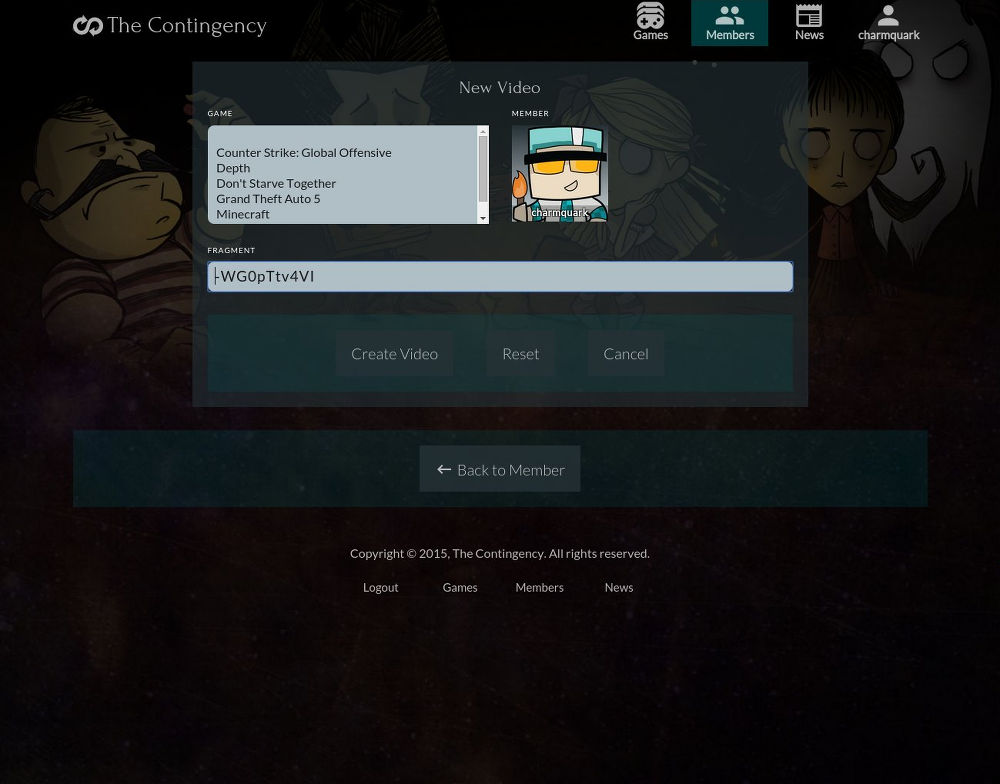 The Contingency
Games
Members
News
charmquark
New Video
GAME
MEMBER
Counter Strike: Global Offensive
Depth
Don't Starve Together
Grand Theft Auto 5
Minecraft
charmquark
FRAGMENT
-WG0pTtv4VI
Create Video
Reset
Cancel
← Back to Member
Copyright © 2015, The Contingency. All rights reserved.
Logout
Games
Members
News